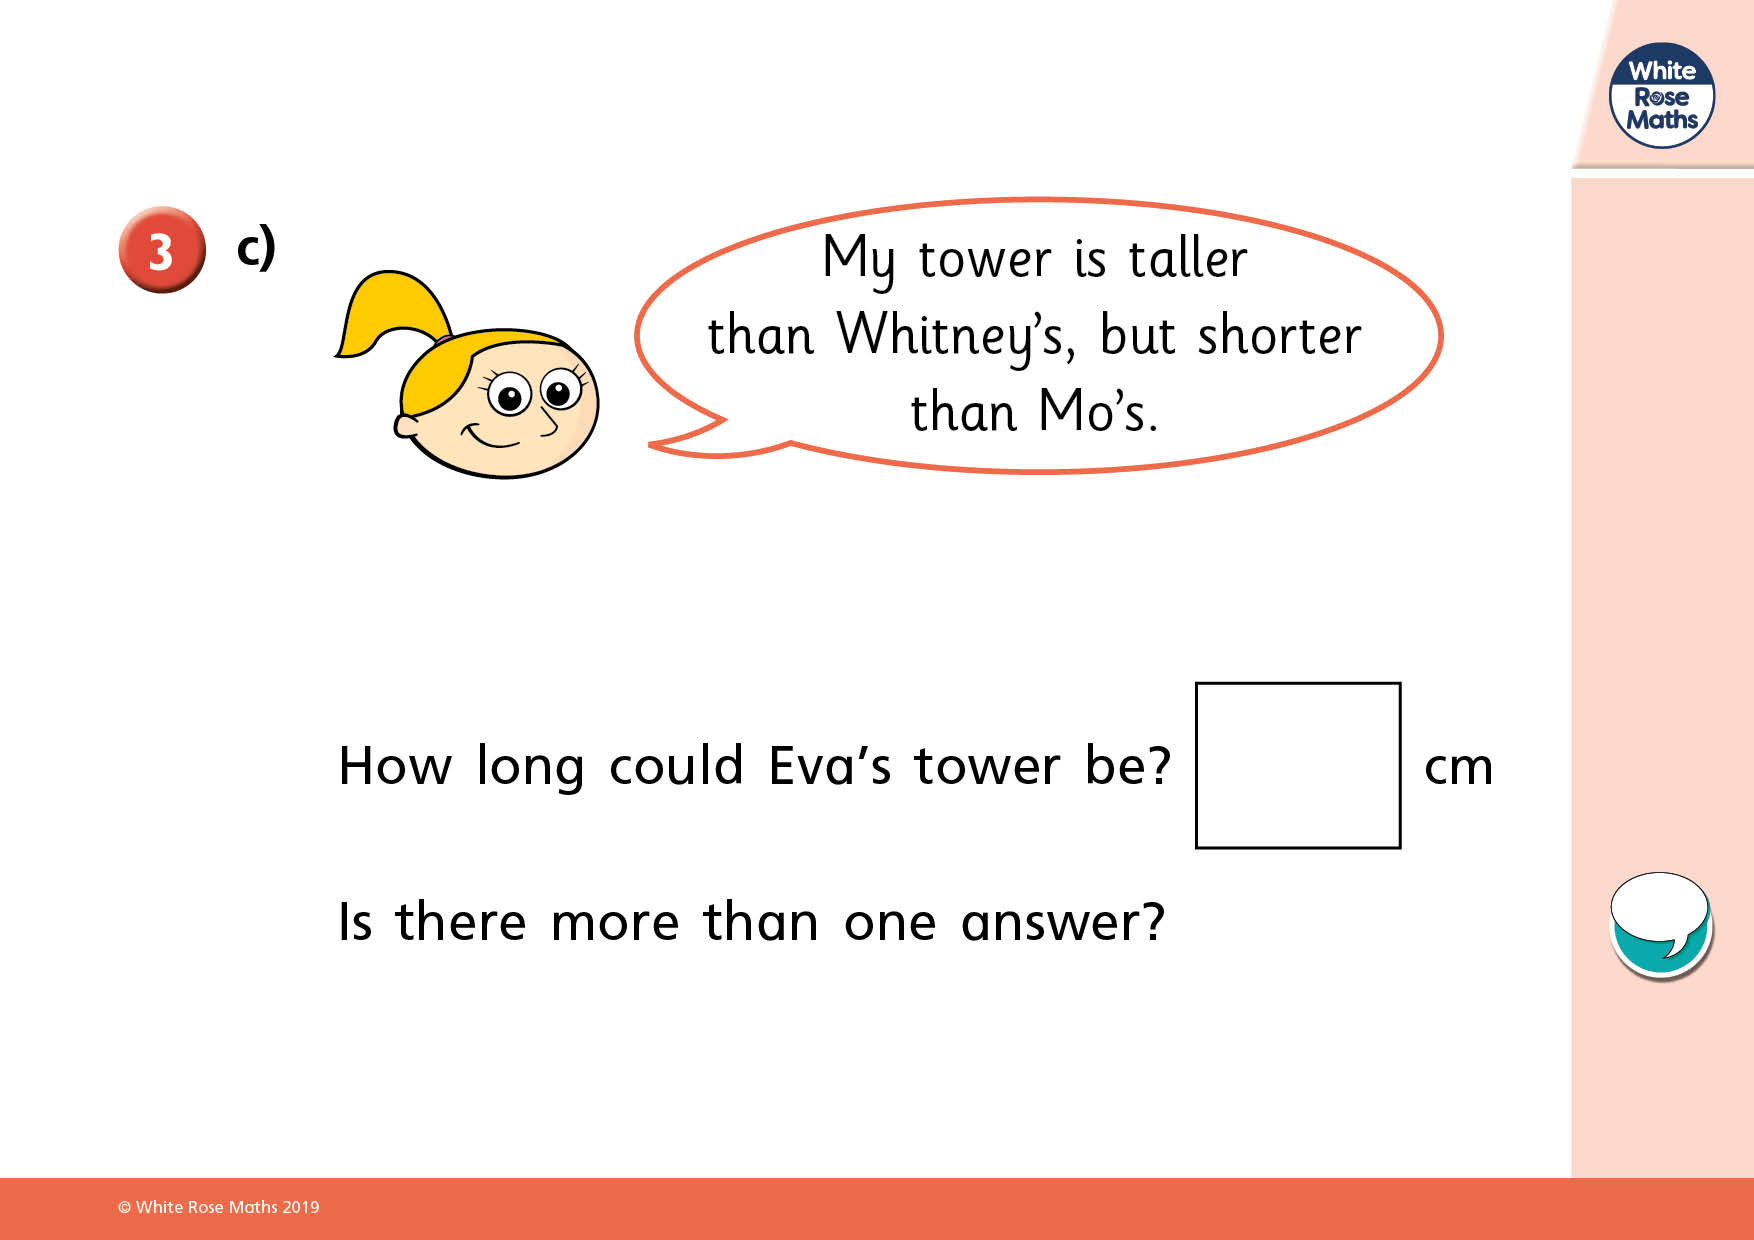 White
Rose
Maths
3 c)
My tower is taller
than Whitney's, but shorter
than Mo's.
How long could Eva's tower be? cm
Is there more than one answer?
© White Rose Maths 2019